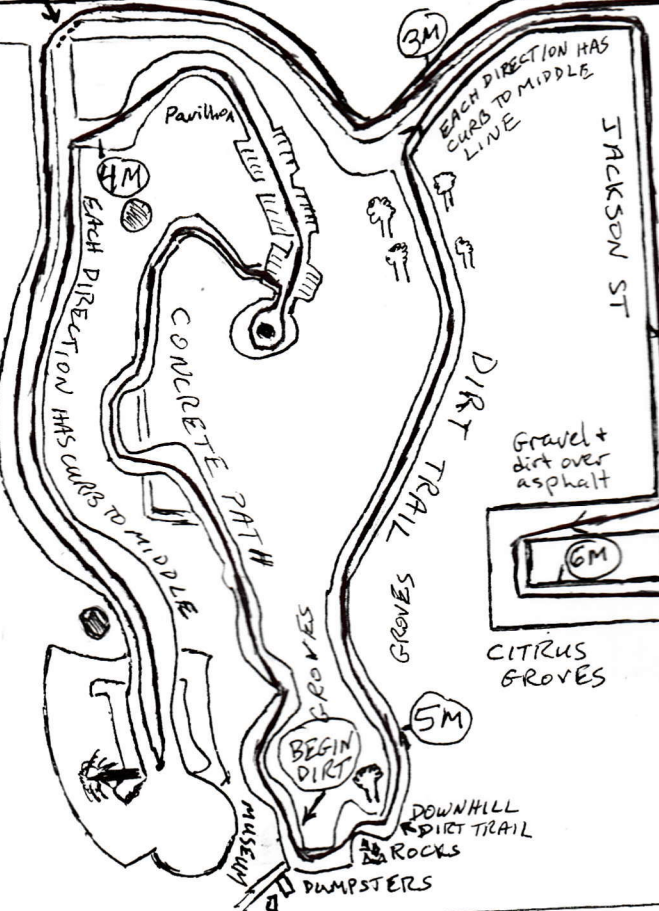 3M
EACH DIRECTION HAS
CURB TO MIDDLE
LINE
JACKSON ST
Pavillion
4M
EACH DIRECTION HAS CURB TO MIDDLE
CONCRETE PATH
DIRT TRAIL
Gravel +
dirt over
asphalt
6M
CITRUS
GROVES
GROVES
GROVES
5M
BEGIN
DIRT
DOWNHILL
DIRT TRAIL
ROCKS
MUSEUM
DUMPSTERS